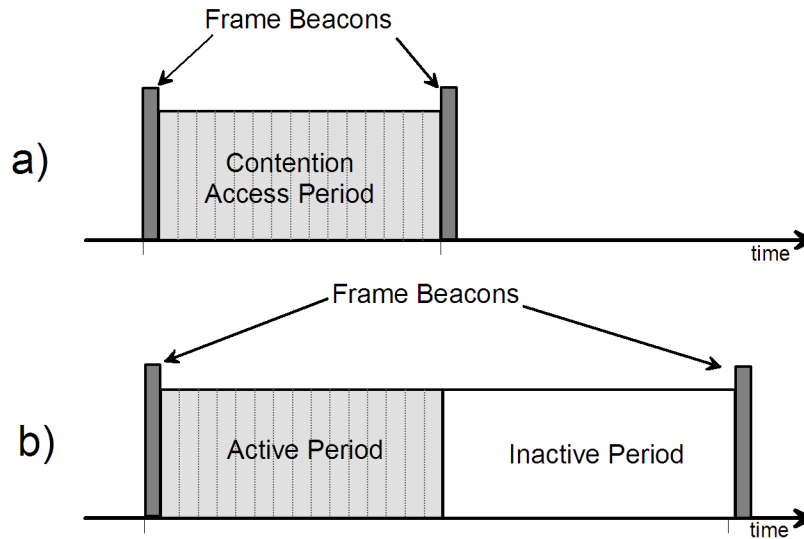 Frame Beacons
a)
Contention
Access Period
time
Frame Beacons
b)
Active Period
Inactive Period
time